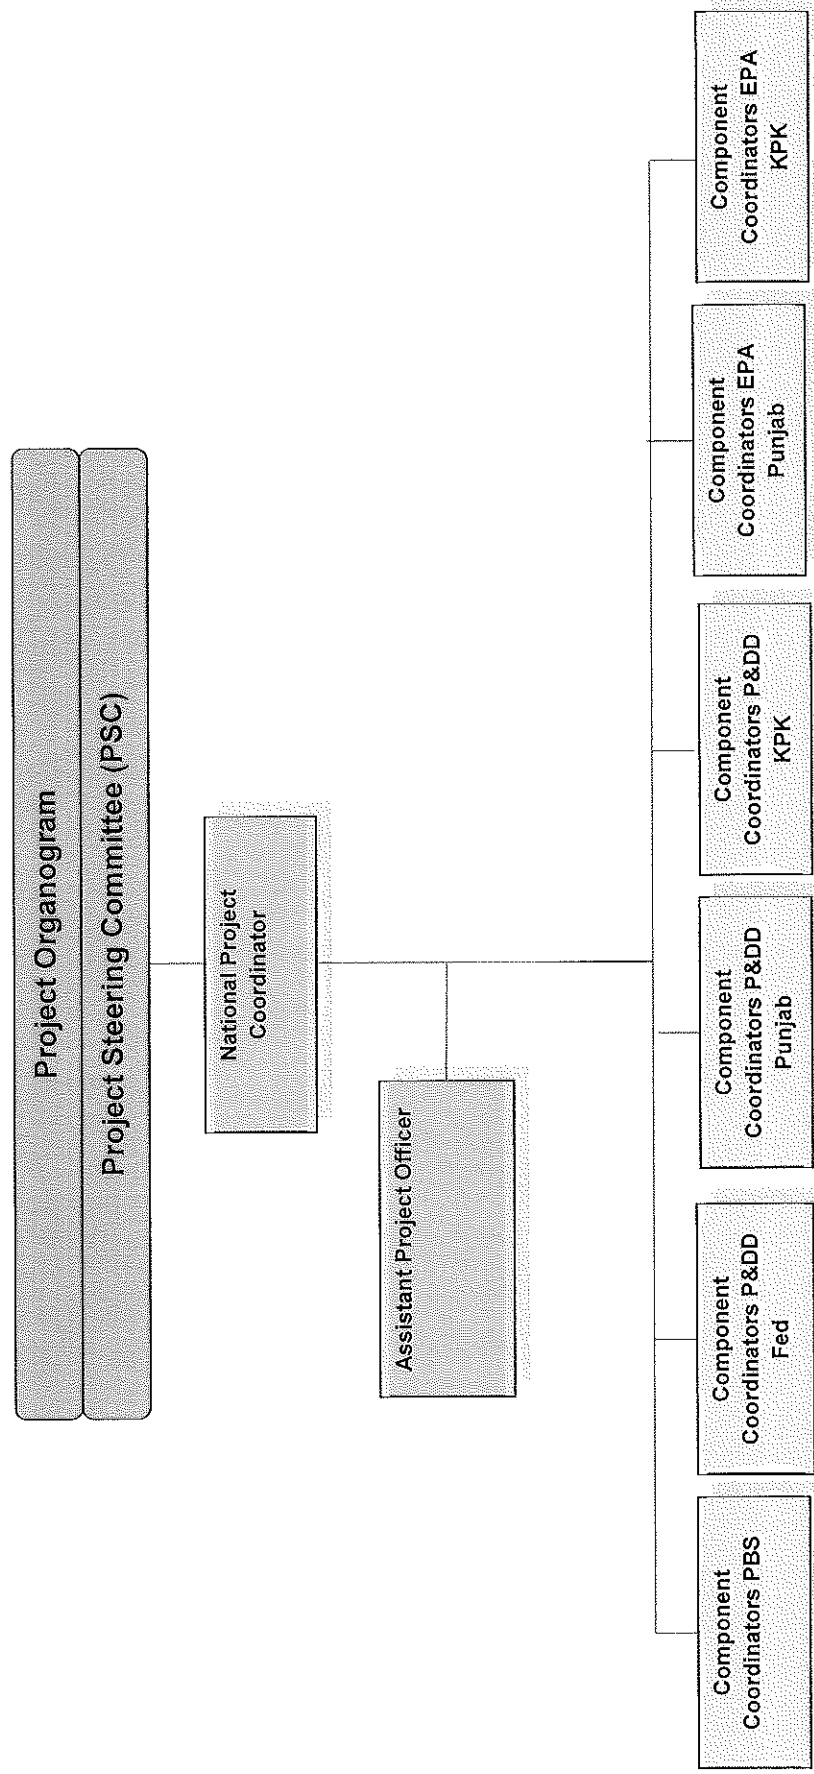 Project Organogram
Project Steering Committee (PSC)
National Project
Coordinator
Assistant Project Officer
Component
Coordinators PBS
Component
Coordinators P&DD
Fed
Component
Coordinators P&DD
Punjab
Component
Coordinators P&DD
KPK
Component
Coordinators EPA
Punjab
Component
Coordinators EPA
KPK